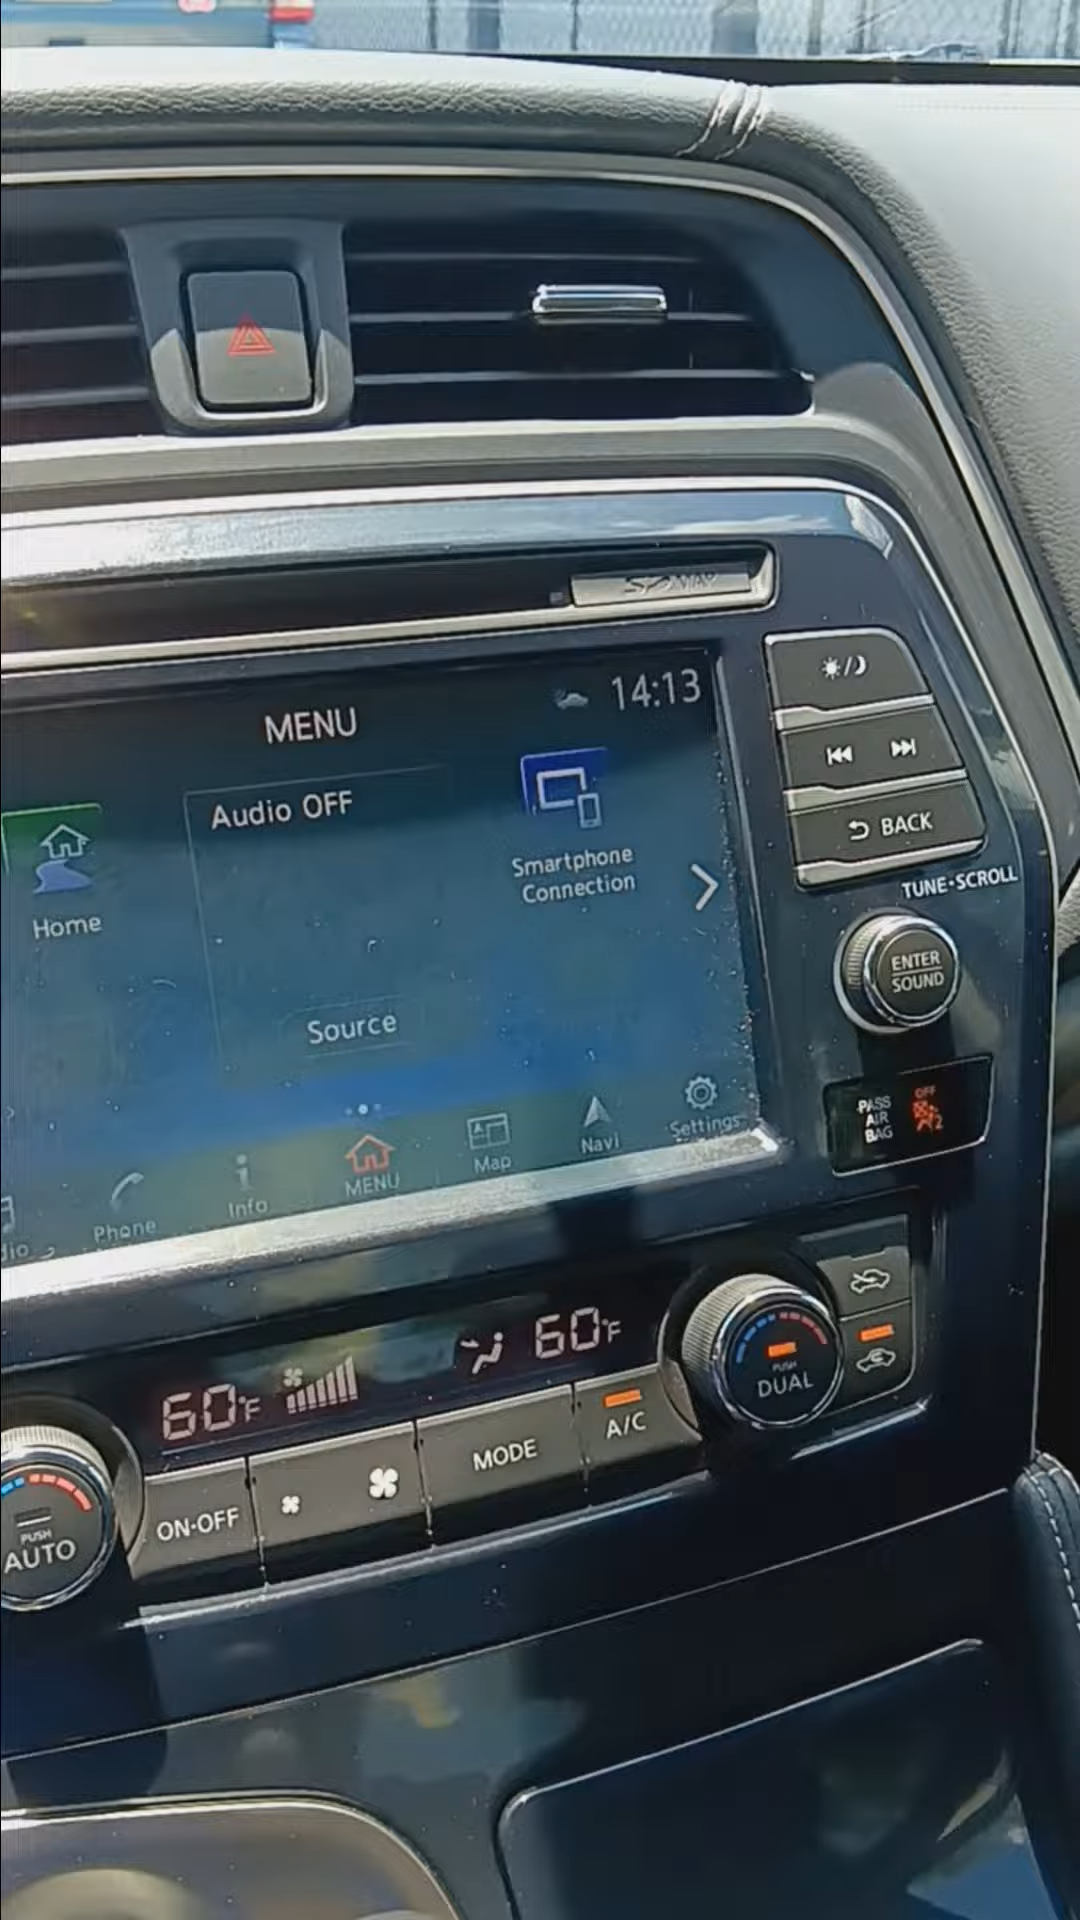 MENU
14:13
Audio OFF
Home
Smartphone
Connection
Source
Phone
Info
MENU
Map
Navi
Settings
BACK
TUNE•SCROLL
ENTER
SOUND
PASS
AIR
BAG
OFF
2
60°F
60°F
PUSH
AUTO
ON•OFF
MODE
A/C
PUSH
DUAL